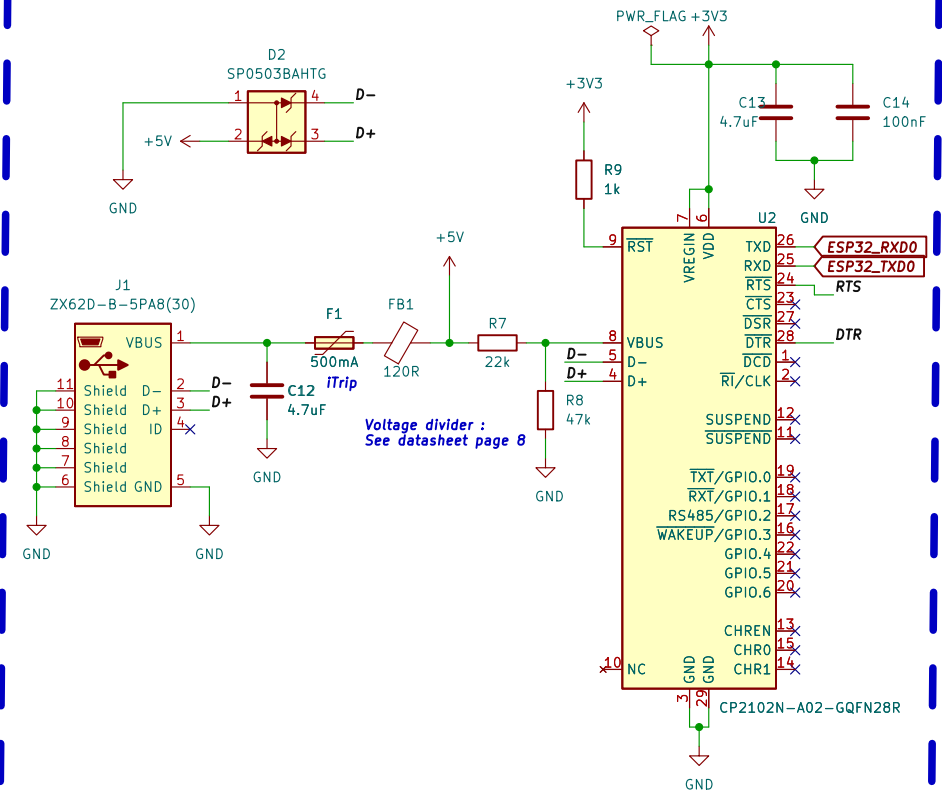 PWR_FLAG +3V3
D2
SP0503BAHTG
1 4 D-
+5V 2 3 D+
GND
+3V3
C13
4.7uF
C14
100nF
GND
R9
1k
U2
7 6
9 RST
VREGIN
VDD
TXD 26 ESP32_RXD0
RXD 25 ESP32_TXD0
RTS 24 RTS
CTS 23
DSR 27
DTR 28 DTR
DCD 1
RI/CLK 2
SUSPEND 12
SUSPEND 11
TXT/GPIO.0 19
RXT/GPIO.1 18
RS485/GPIO.2 17
WAKEUP/GPIO.3 16
GPIO.4 22
GPIO.5 21
GPIO.6 20
CHREN 13
CHR0 15
CHR1 14
8 VBUS
D- 5 D-
D+ 4 D+
10 NC
GND GND
3 29
CP2102N-A02-GQFN28R
GND
+5V
J1
ZX62D-B-5PA8(30)
VBUS 1
11 Shield D- 2 D-
10 Shield D+ 3 D+
9 Shield ID 4
8 Shield
7 Shield
6 Shield GND 5
GND
GND
C12
4.7uF
GND
F1
500mA
iTrip
FB1
120R
R7
22k
R8
47k
GND
Voltage divider :
See datasheet page 8